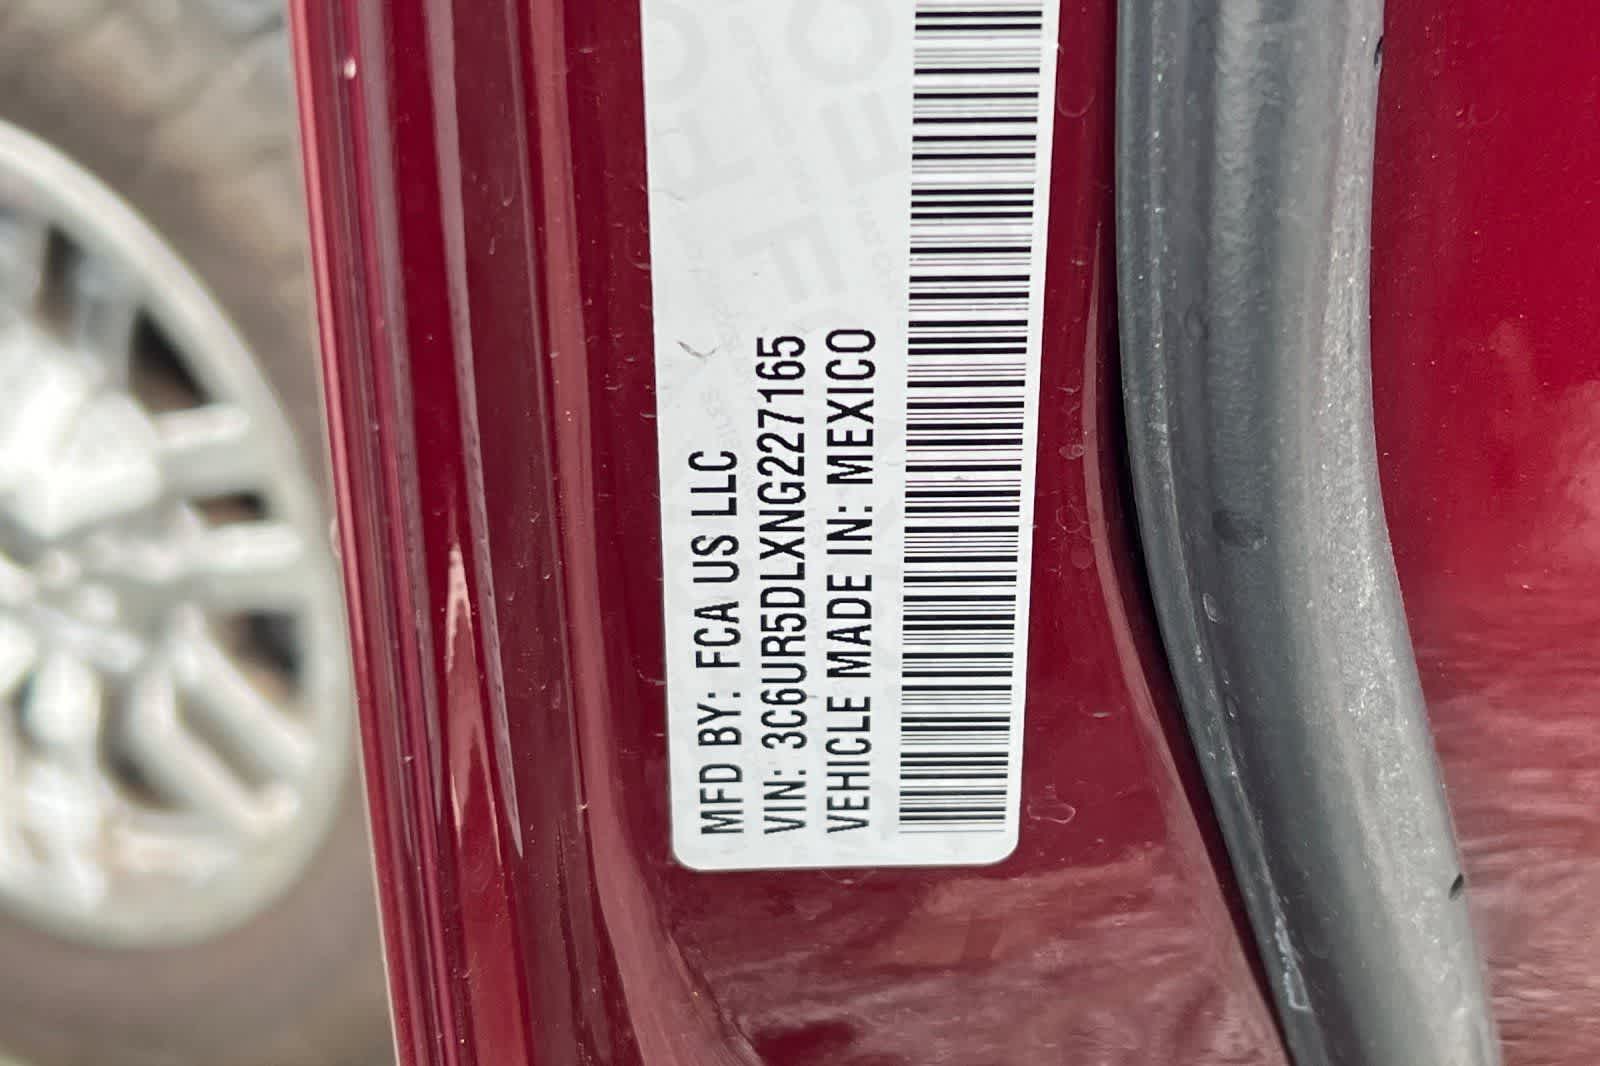 MFD BY: FCA US LLC
VIN: 3C6UR5DLXNG227165
VEHICLE MADE IN: MEXICO